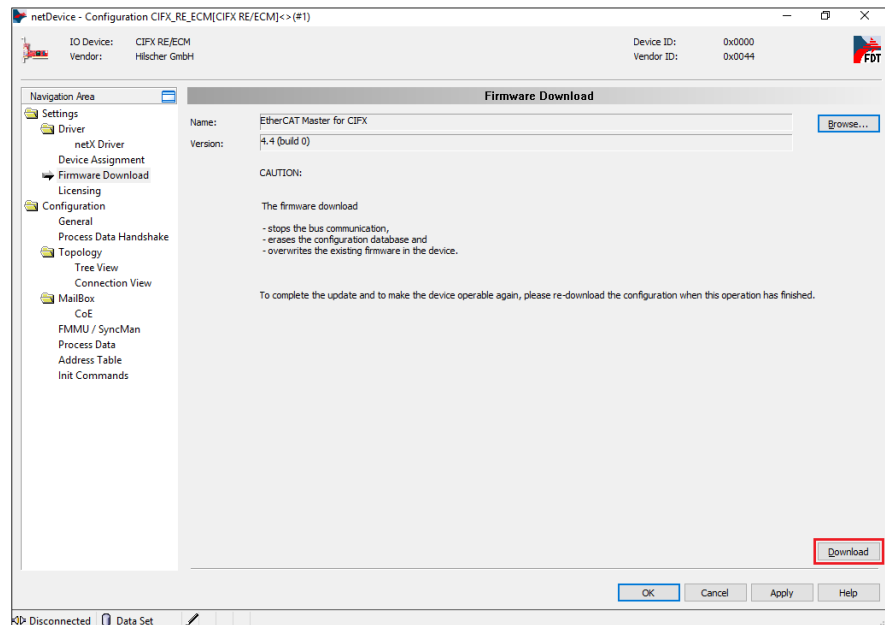 netDevice - Configuration CIFX_RE_ECM[CIFX RE/ECM]<>(#1)
IO Device: CIFX RE/ECM Device ID: 0x0000
Vendor: Hilscher GmbH Vendor ID: 0x0044
FDT
Navigation Area
Firmware Download
Settings
Driver
netX Driver
Device Assignment
Firmware Download
Licensing
Configuration
General
Process Data Handshake
Topology
Tree View
Connection View
MailBox
CoE
FMMU / SyncMan
Process Data
Address Table
Init Commands
Name: EtherCAT Master for CIFX Browse...
Version: 4.4 (build 0)
CAUTION:
The firmware download
- stops the bus communication,
- erases the configuration database and
- overwrites the existing firmware in the device.
To complete the update and to make the device operable again, please re-download the configuration when this operation has finished.
Download
OK Cancel Apply Help
Disconnected Data Set